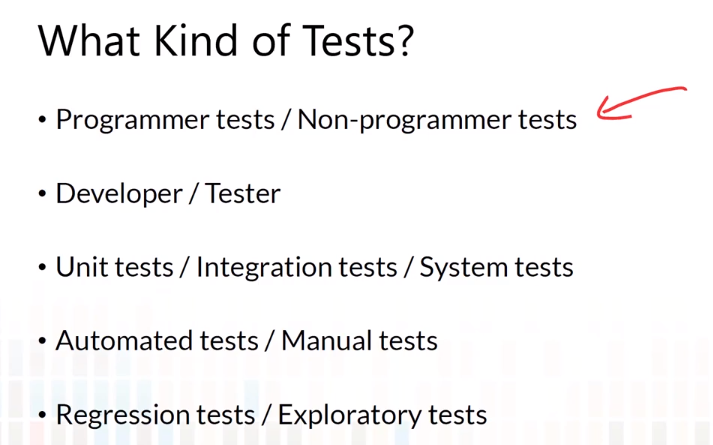 What Kind of Tests?
• Programmer tests / Non-programmer tests
• Developer / Tester
• Unit tests / Integration tests / System tests
• Automated tests / Manual tests
• Regression tests / Exploratory tests